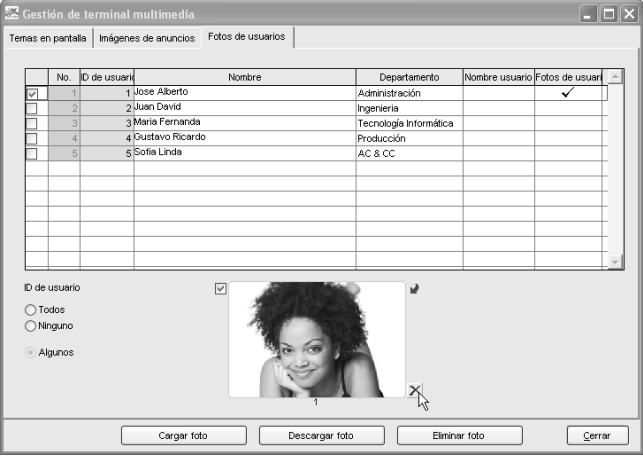 Gestión de terminal multimedia
Temas en pantalla Imágenes de anuncios Fotos de usuarios
No. ID de usuari Nombre Departamento Nombre usuario Fotos de usuari
1 1 Jose Alberto Administración
2 2 Juan David Ingenieria
3 3 Maria Fernanda Tecnología Informática
4 4 Gustavo Ricardo Producción
5 5 Sofia Linda AC & CC
ID de usuario
Todos
Ninguno
Algunos
1
Cargar foto Descargar foto Eliminar foto Cerrar